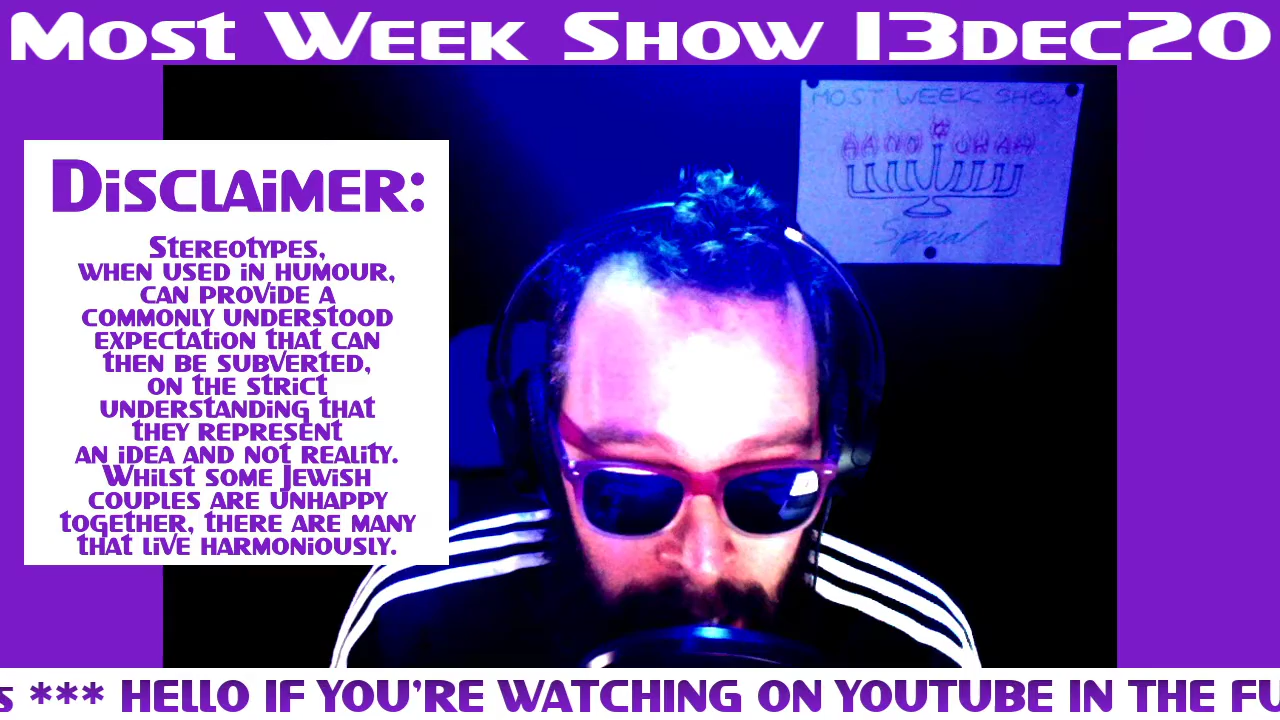 Most Week Show 13dec20
MOST WEEK SHOW
HANNUKAH
Special
Disclaimer:
Stereotypes,
when used in humour,
can provide a
commonly understood
expectation that can
then be subverted,
on the strict
understanding that
they represent
an idea and not reality.
Whilst some Jewish
couples are unhappy
together, there are many
that live harmoniously.
s *** HELLO IF YOU'RE WATCHING ON YOUTUBE IN THE FU